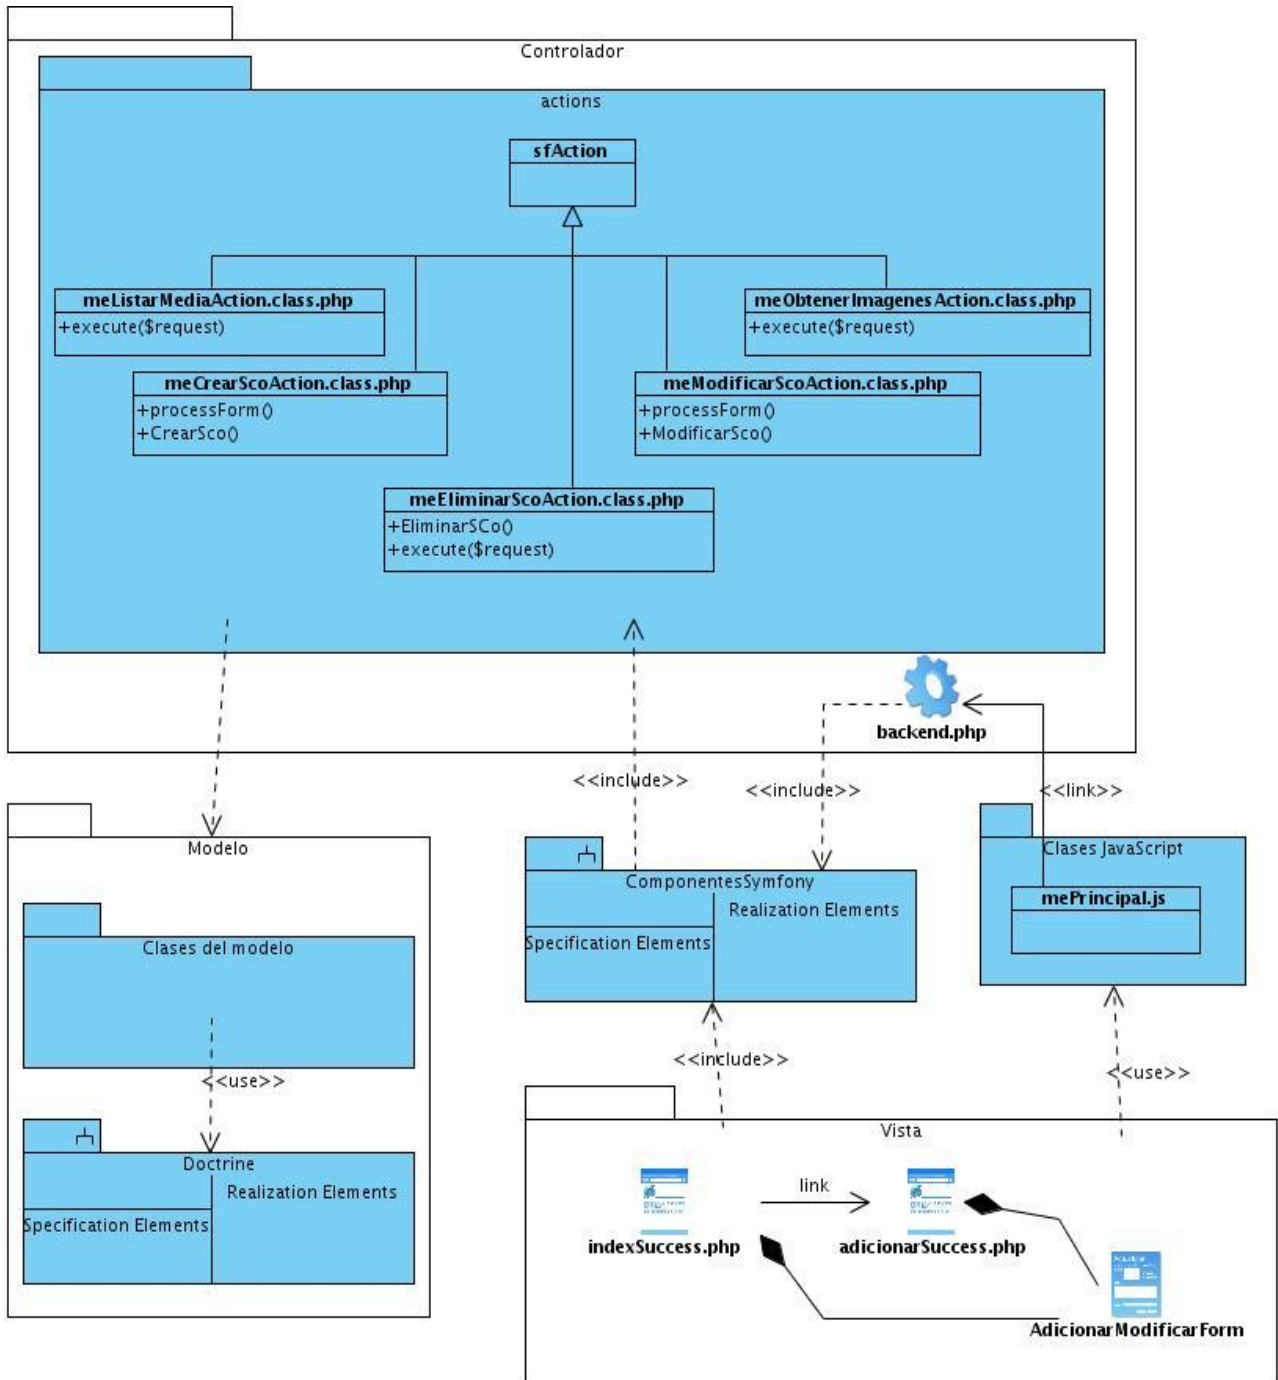 Controlador
actions
sfAction
meListarMediaAction.class.php
+execute($request)
meObtenerImagenesAction.class.php
+execute($request)
meCrearScoAction.class.php
+processForm()
+CrearSco()
meModificarScoAction.class.php
+processForm()
+ModificarSco()
meEliminarScoAction.class.php
+EliminarSCo()
+execute($request)
backend.php
<<include>>
<<include>>
<<link>>
Modelo
Clases del modelo
<<use>>
Doctrine
Realization Elements
Specification Elements
ComponentesSymfony
Realization Elements
Specification Elements
Clases JavaScript
mePrincipal.js
<<include>>
<<use>>
Vista
link
indexSuccess.php
adicionarSuccess.php
AdicionarModificarForm